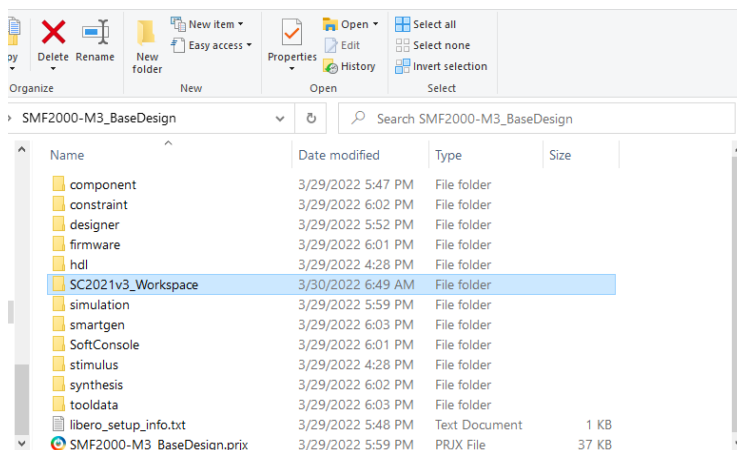 New item
Easy access
Open
Edit
History
Select all
Select none
Invert selection
py Delete Rename New folder Properties
Organize New Open Select
SMF2000-M3_BaseDesign Search SMF2000-M3_BaseDesign
Name Date modified Type Size
component 3/29/2022 5:47 PM File folder
constraint 3/29/2022 6:02 PM File folder
designer 3/29/2022 5:52 PM File folder
firmware 3/29/2022 6:01 PM File folder
hdl 3/29/2022 4:28 PM File folder
SC2021v3_Workspace 3/30/2022 6:49 AM File folder
simulation 3/29/2022 5:59 PM File folder
smartgen 3/29/2022 6:03 PM File folder
SoftConsole 3/29/2022 6:01 PM File folder
stimulus 3/29/2022 4:28 PM File folder
synthesis 3/29/2022 6:02 PM File folder
tooldata 3/29/2022 6:03 PM File folder
libero_setup_info.txt 3/29/2022 5:48 PM Text Document 1 KB
SMF2000-M3_BaseDesign.prjx 3/29/2022 5:59 PM PRJX File 37 KB